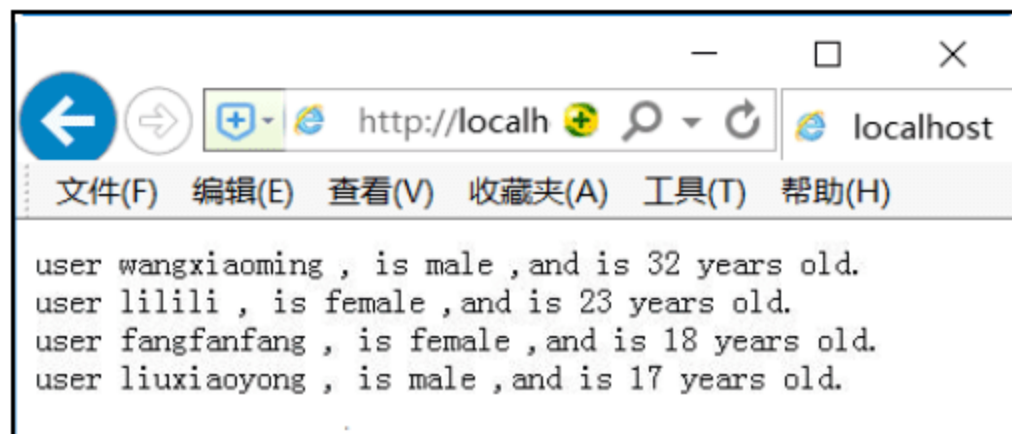 http://localh
localhost
文件(F) 编辑(E) 查看(V) 收藏夹(A) 工具(T) 帮助(H)
user wangxiaoming , is male ,and is 32 years old.
user lilili , is female ,and is 23 years old.
user fangfanfang , is female ,and is 18 years old.
user liuxiaoyong , is male ,and is 17 years old.